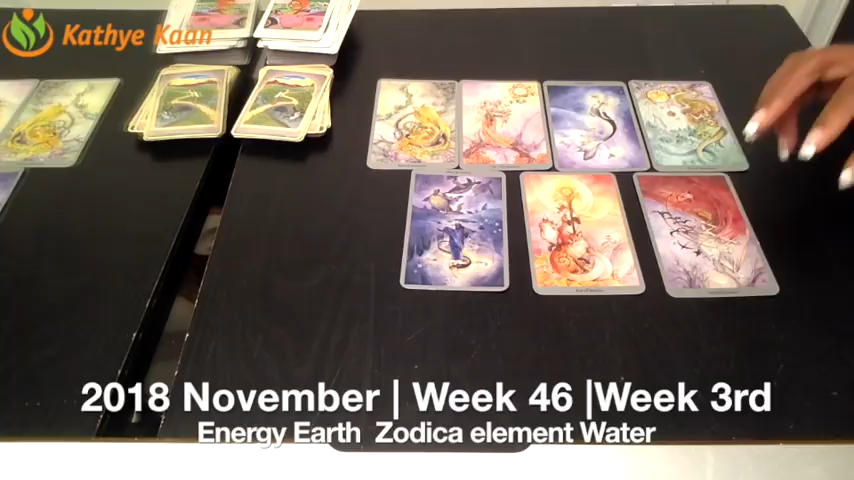 Kathye Kaan
2018 November | Week 46 |Week 3rd
Energy Earth  Zodica element Water